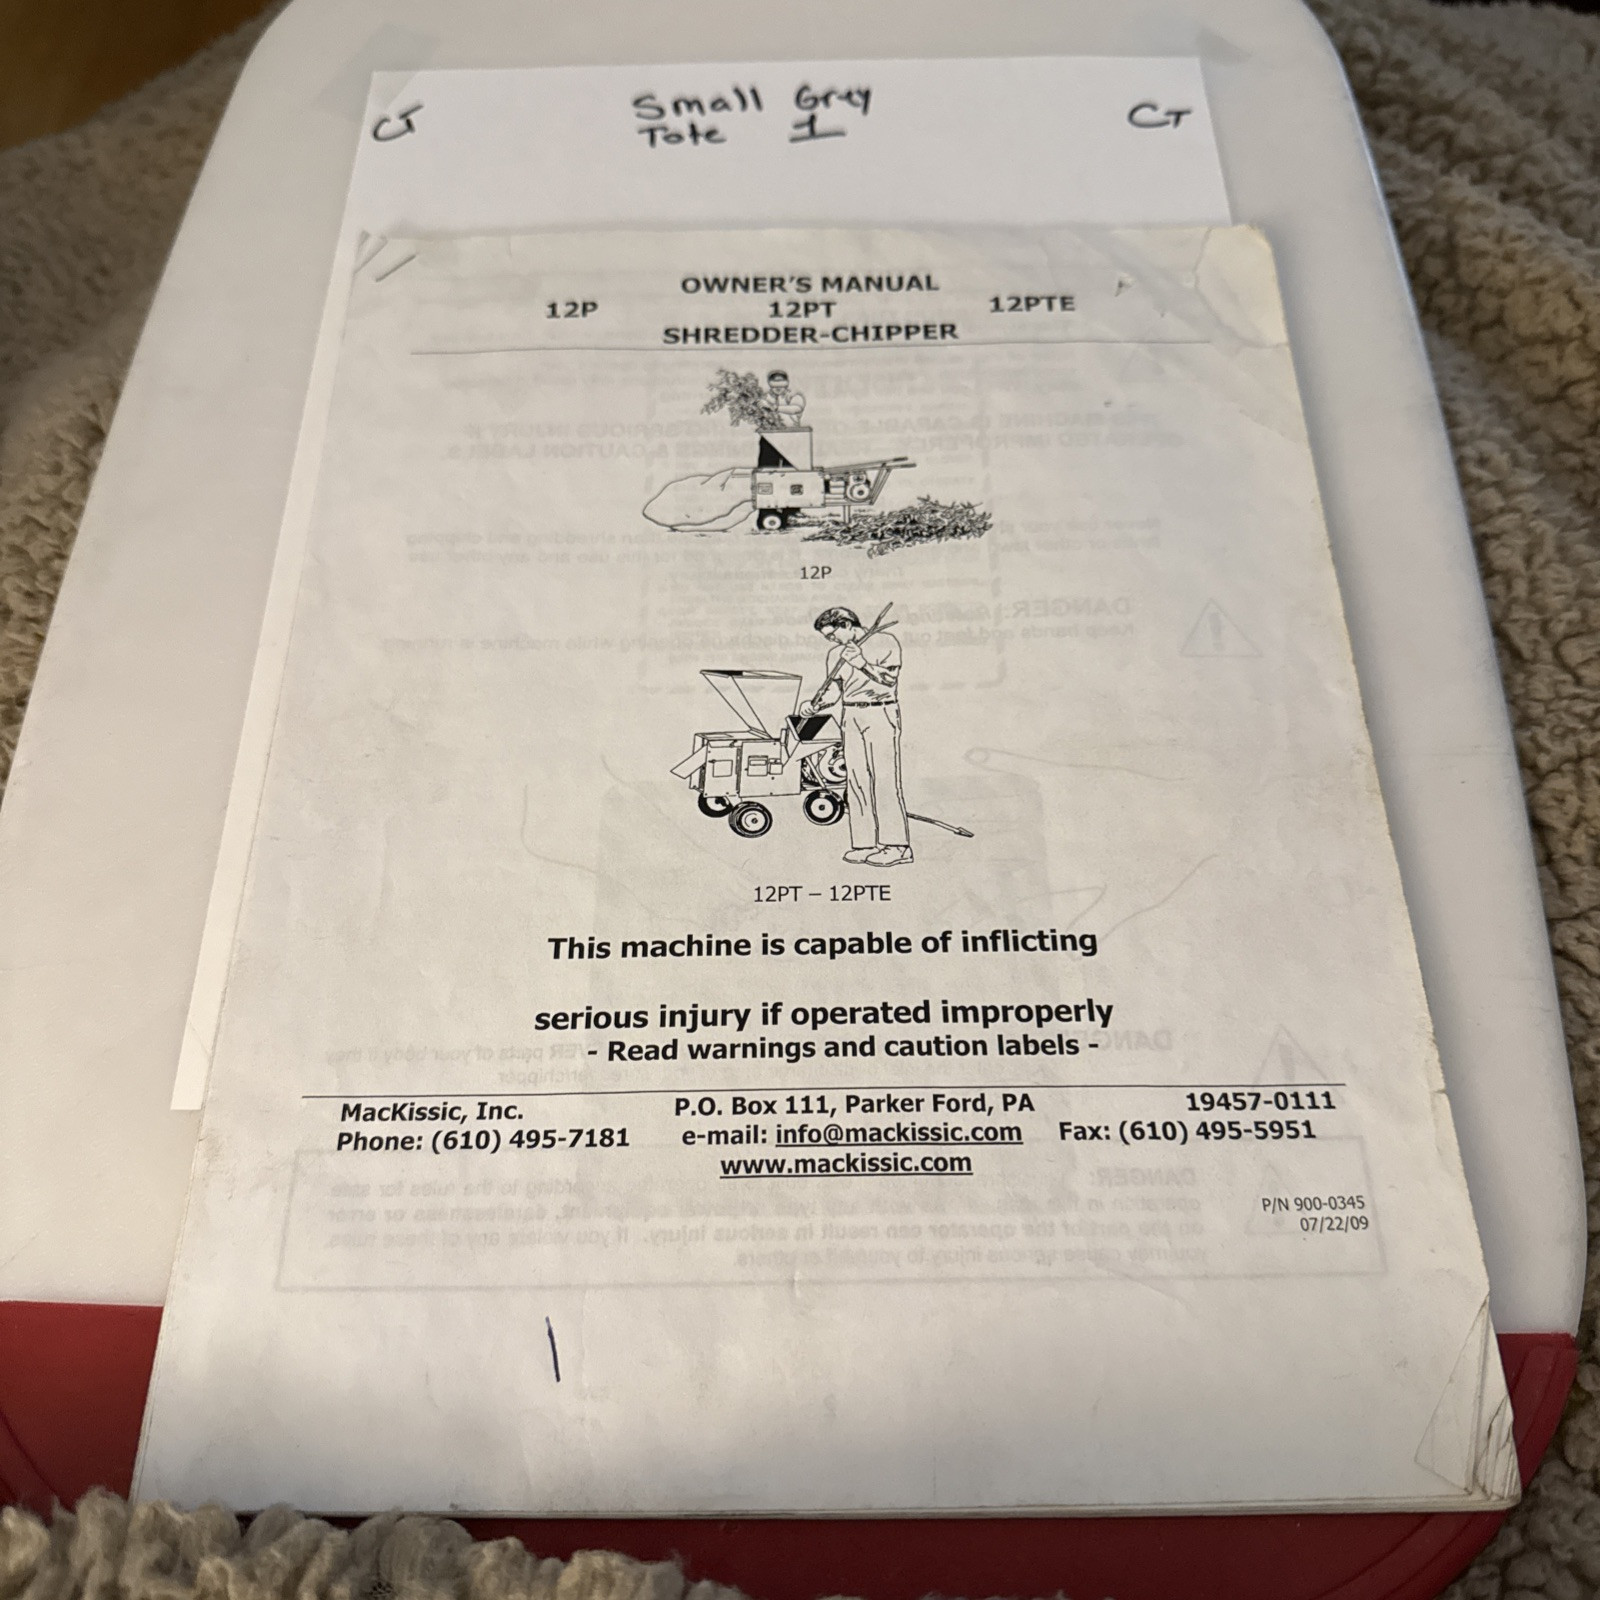 CT Small Grey CT
Tote 1
OWNER'S MANUAL
12P 12PT 12PTE
SHREDDER-CHIPPER
12P
12PT – 12PTE
This machine is capable of inflicting
serious injury if operated improperly
- Read warnings and caution labels -
MacKissic, Inc. P.O. Box 111, Parker Ford, PA 19457-0111
Phone: (610) 495-7181 e-mail: info@mackissic.com Fax: (610) 495-5951
www.mackissic.com
P/N 900-0345
07/22/09